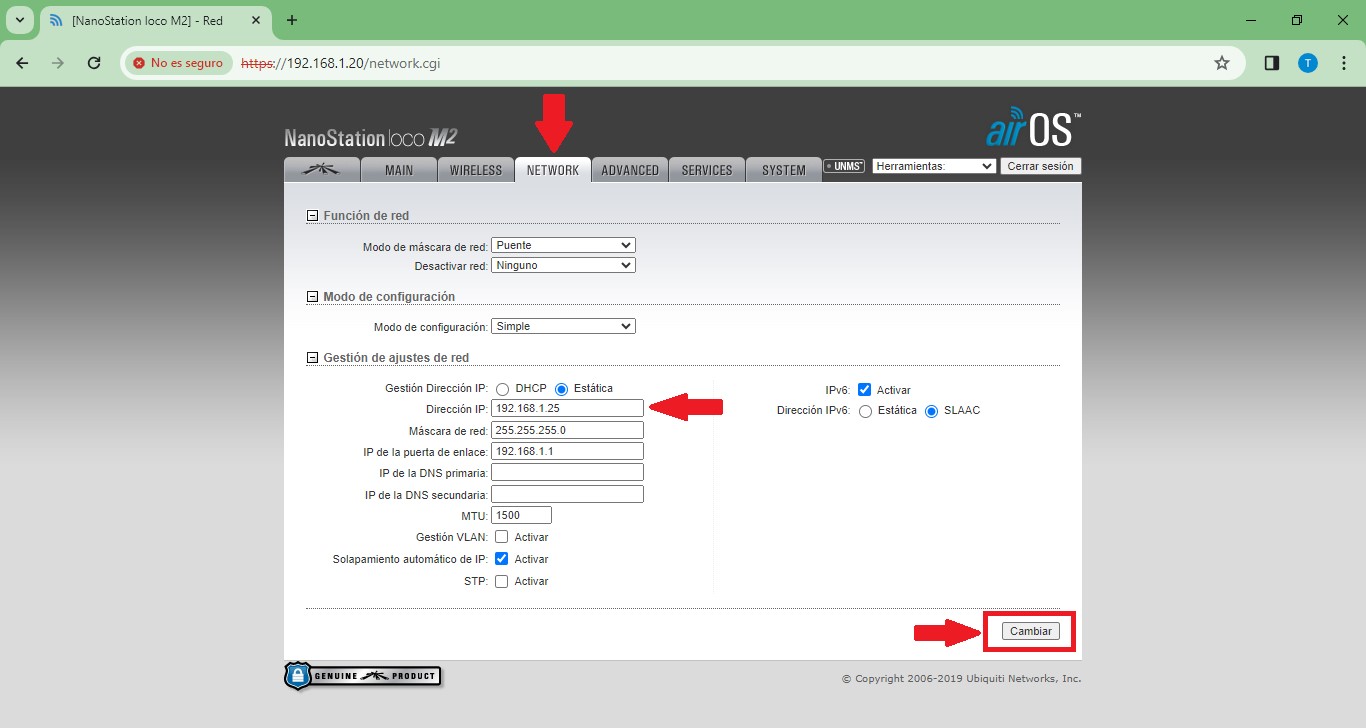 [NanoStation loco M2] - Red
No es seguro
https://192.168.1.20/network.cgi
T
NanoStation loco M2
airOS™
MAIN
WIRELESS
NETWORK
ADVANCED
SERVICES
SYSTEM
UNMS™
Herramientas:
Cerrar sesión
Función de red
Modo de máscara de red: Puente
Desactivar red: Ninguno
Modo de configuración
Modo de configuración: Simple
Gestión de ajustes de red
Gestión Dirección IP: DHCP Estática
Dirección IP: 192.168.1.25
Máscara de red: 255.255.255.0
IP de la puerta de enlace: 192.168.1.1
IP de la DNS primaria:
IP de la DNS secundaria:
MTU: 1500
Gestión VLAN: Activar
Solapamiento automático de IP: Activar
STP: Activar
IPv6: Activar
Dirección IPv6: Estática SLAAC
Cambiar
GENUINE PRODUCT
© Copyright 2006-2019 Ubiquiti Networks, Inc.